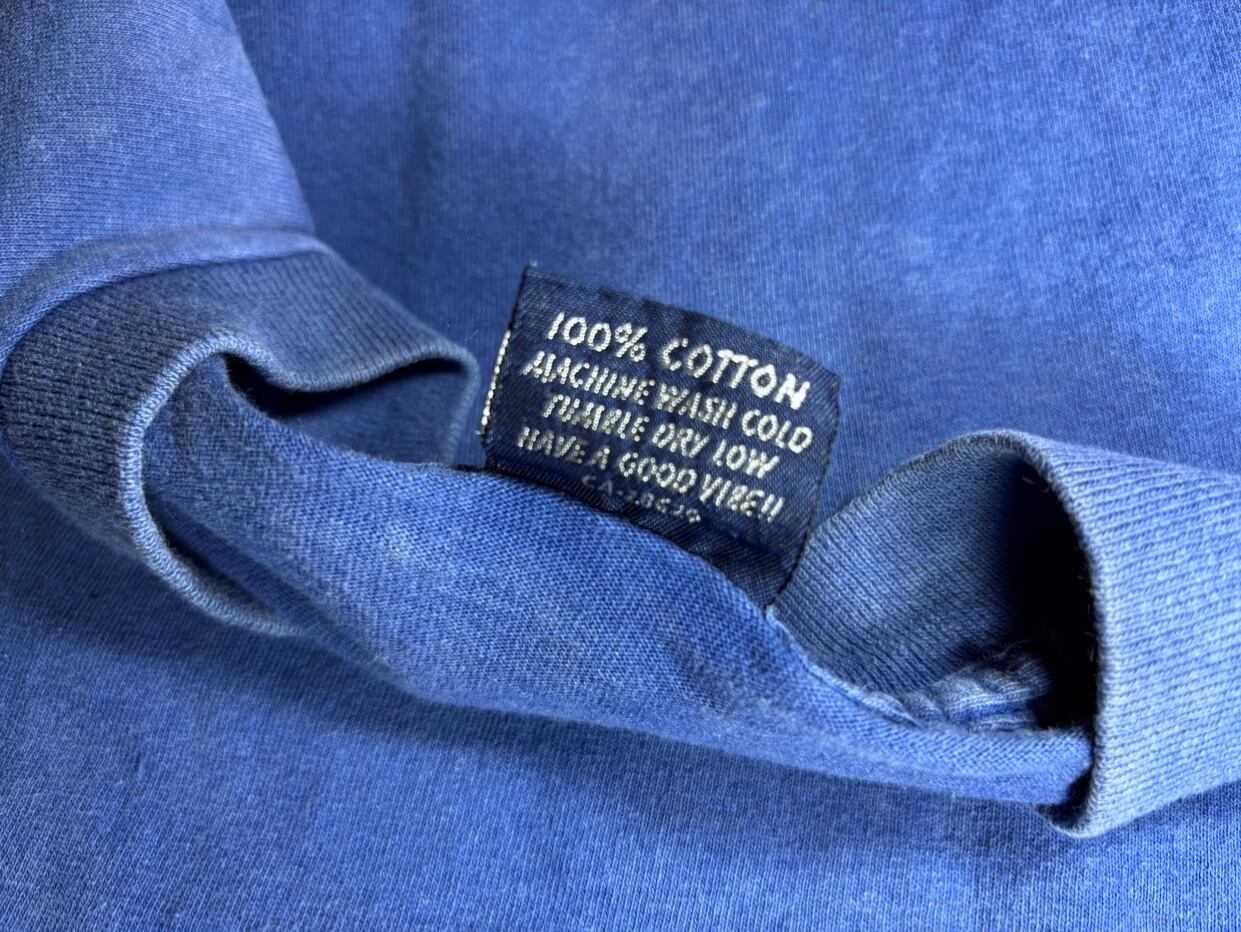 100% COTTON
MACHINE WASH COLD
TUMBLE DRY LOW
HAVE A GOOD VIBE!!